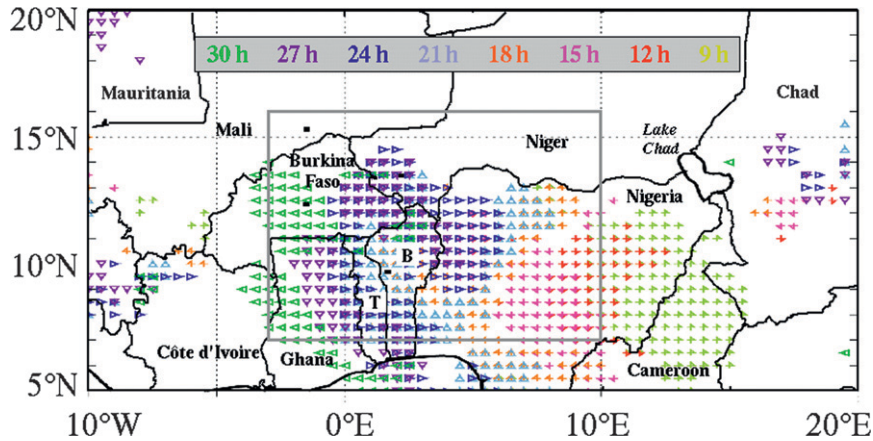 20°N
30 h 27 h 24 h 21 h 18 h 15 h 12 h 9 h
Mauritania
Chad
Mali
15°N
Niger
Lake
Chad
Burkina
Faso
Nigeria
10°N
B
T
Côte d'Ivoire
Ghana
Cameroon
5°N
10°W 0°E 10°E 20°E